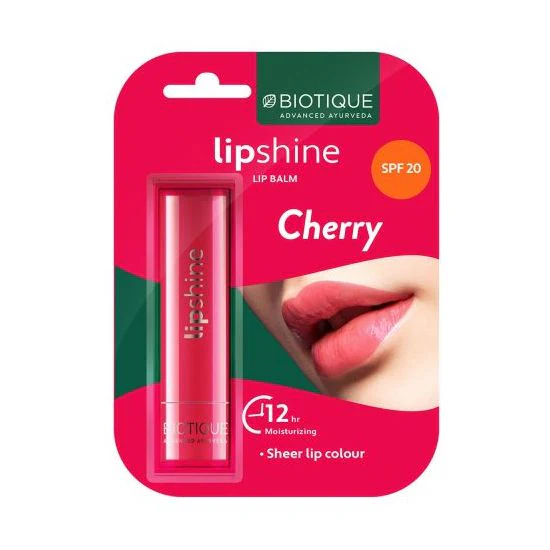 BIOTIQUE
ADVANCED AYURVEDA
lipshine
LIP BALM
SPF 20
Cherry
lipshine
12 hr
Moisturizing
BIOTIQUE
ADVANCED AYURVEDA
• Sheer lip colour